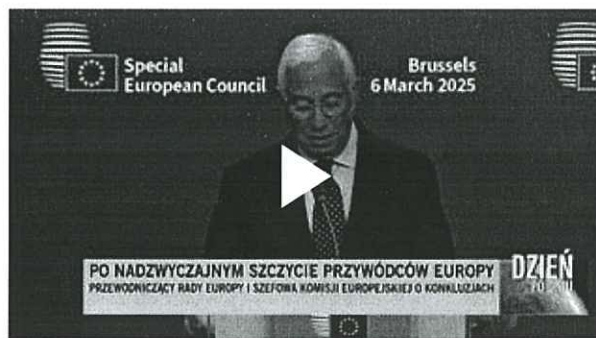 Special
European Council
Brussels
6 March 2025
PO NADZWYCZAJNYM SZCZYCIE PRZYWÓDCÓW EUROPY
PRZEWODNICZĄCY RADY EUROPY I SZEFOWA KOMISJI EUROPEJSKIEJ O KONKLUZJACH
DZIEŃ